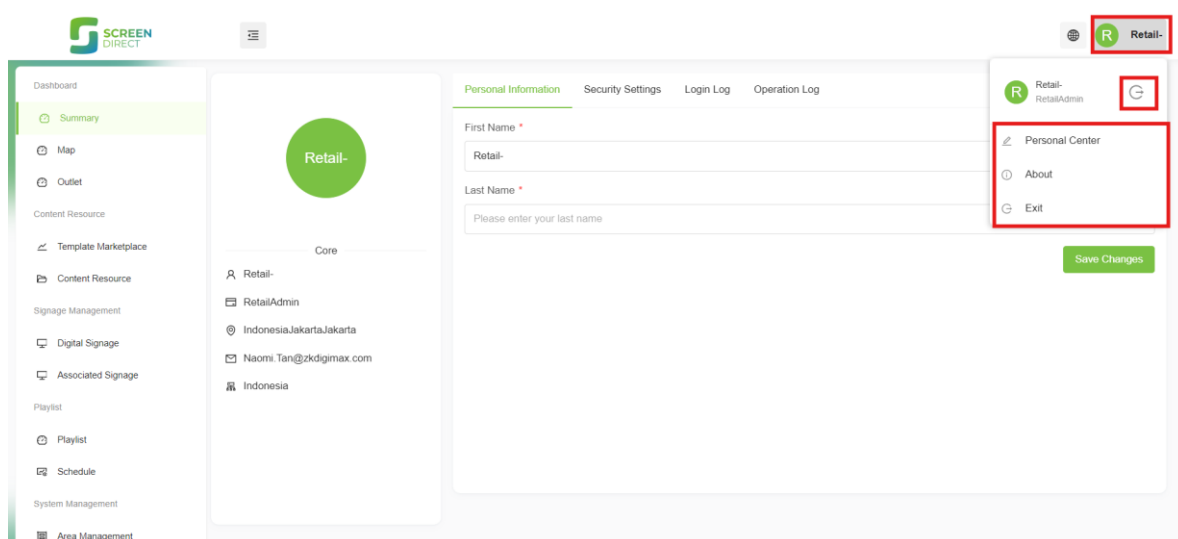 SCREEN
DIRECT
R Retail-
Dashboard
Summary
Map
Outlet
Content Resource
Template Marketplace
Content Resource
Signage Management
Digital Signage
Associated Signage
Playlist
Playlist
Schedule
System Management
Area Management
Retail-
Core
Retail-
RetailAdmin
IndonesiaJakartaJakarta
Naomi.Tan@zkdigimax.com
Indonesia
Personal Information Security Settings Login Log Operation Log
First Name *
Retail-
Last Name *
Please enter your last name
Save Changes
R Retail-
RetailAdmin
Personal Center
About
Exit